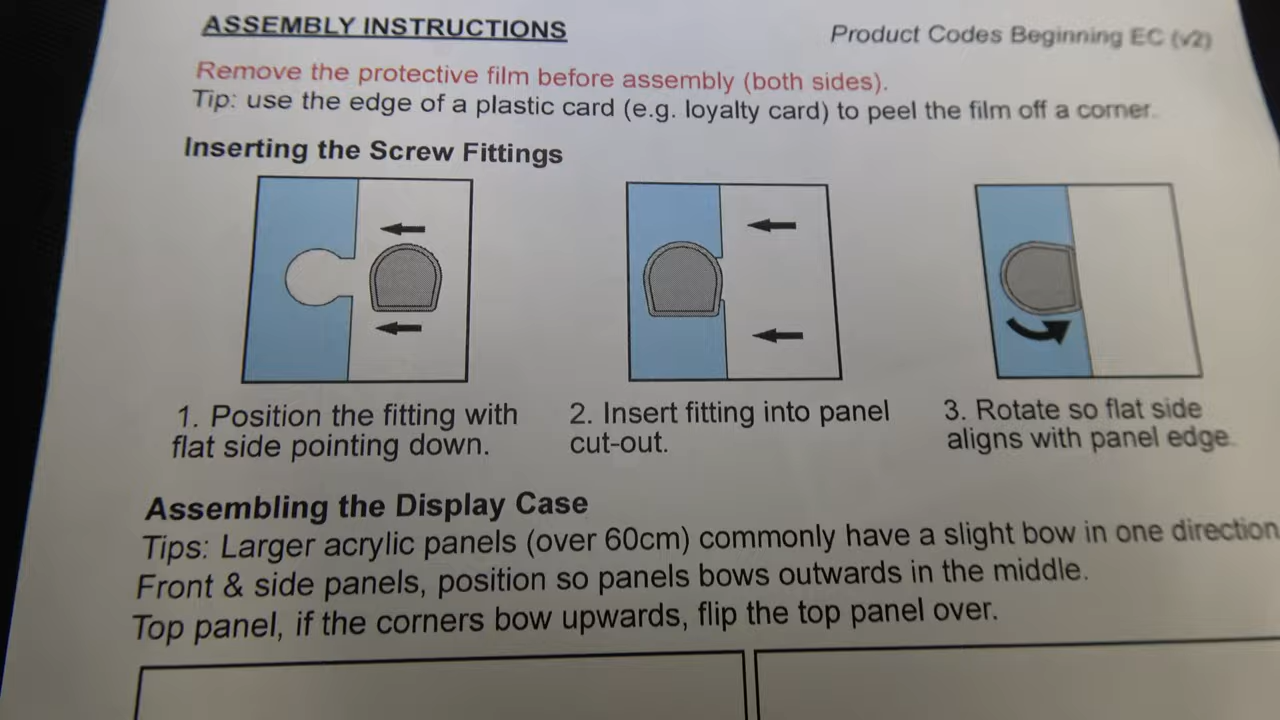 ASSEMBLY INSTRUCTIONS
Product Codes Beginning EC (v2)
Remove the protective film before assembly (both sides).
Tip: use the edge of a plastic card (e.g. loyalty card) to peel the film off a corner.
Inserting the Screw Fittings
1. Position the fitting with
flat side pointing down.
2. Insert fitting into panel
cut-out.
3. Rotate so flat side
aligns with panel edge.
Assembling the Display Case
Tips: Larger acrylic panels (over 60cm) commonly have a slight bow in one direction
Front & side panels, position so panels bows outwards in the middle.
Top panel, if the corners bow upwards, flip the top panel over.